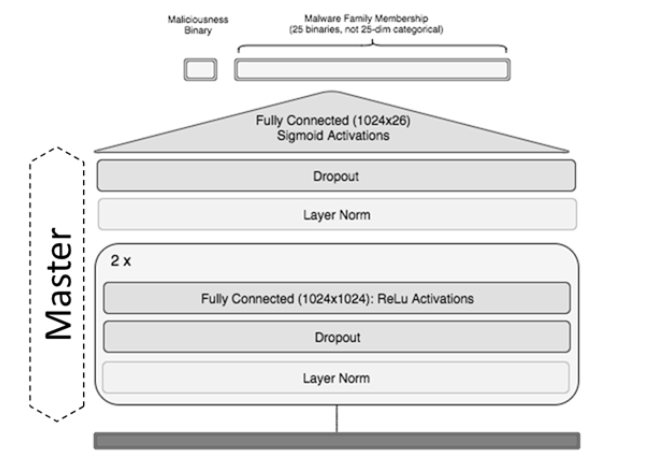 Maliciousness
Binary
Malware Family Membership
(25 binaries, not 25-dim categorical)
Fully Connected (1024x26)
Sigmoid Activations
Dropout
Layer Norm
Master
2 x
Fully Connected (1024x1024): ReLu Activations
Dropout
Layer Norm